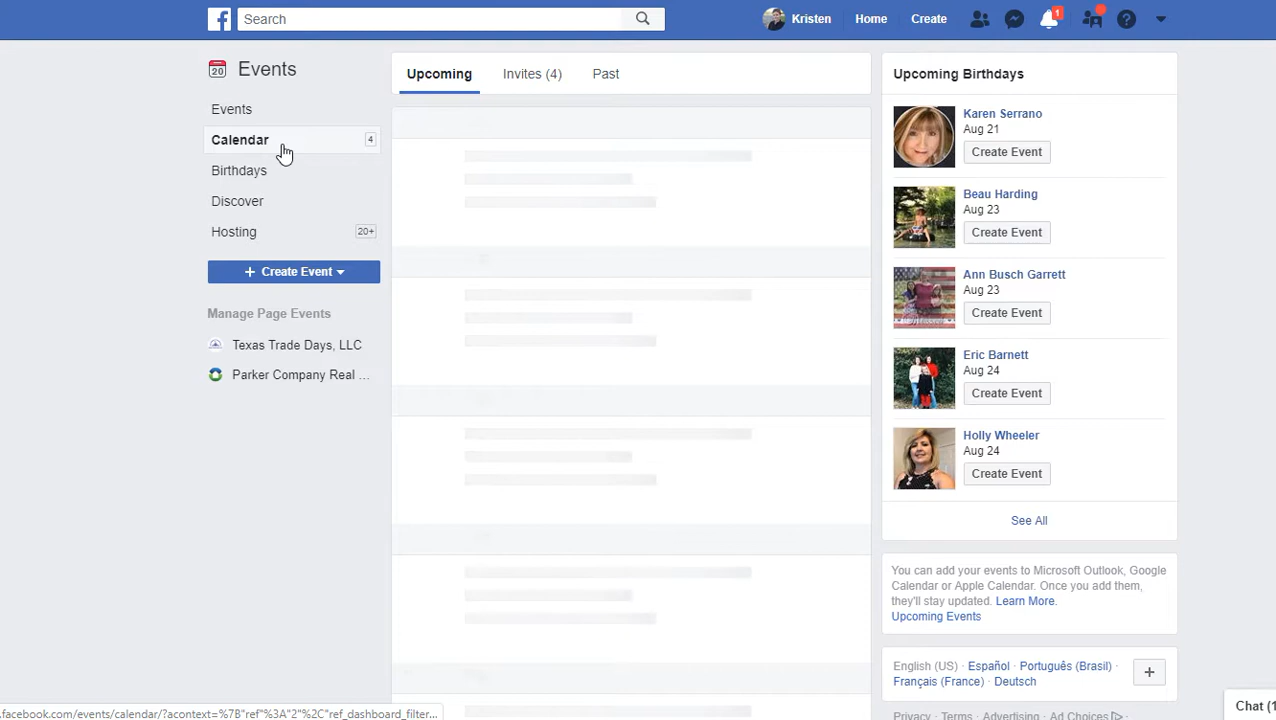 f
Search
Kristen
Home
Create
1
20
Events
Events
Calendar
4
Birthdays
Discover
Hosting
20+
+ Create Event
Manage Page Events
Texas Trade Days, LLC
Parker Company Real ...
Upcoming
Invites (4)
Past
Upcoming Birthdays
Karen Serrano
Aug 21
Create Event
Beau Harding
Aug 23
Create Event
Ann Busch Garrett
Aug 23
Create Event
Eric Barnett
Aug 24
Create Event
Holly Wheeler
Aug 24
Create Event
See All
You can add your events to Microsoft Outlook, Google
Calendar or Apple Calendar. Once you add them,
they'll stay updated. Learn More.
Upcoming Events
English (US) · Español · Português (Brasil) ·
Français (France) · Deutsch
+
Privacy · Terms · Advertising · Ad Choices
Chat (1
.facebook.com/events/calendar/?acontext=%7B"ref"%3A"2"%2C"ref_dashboard_filter...